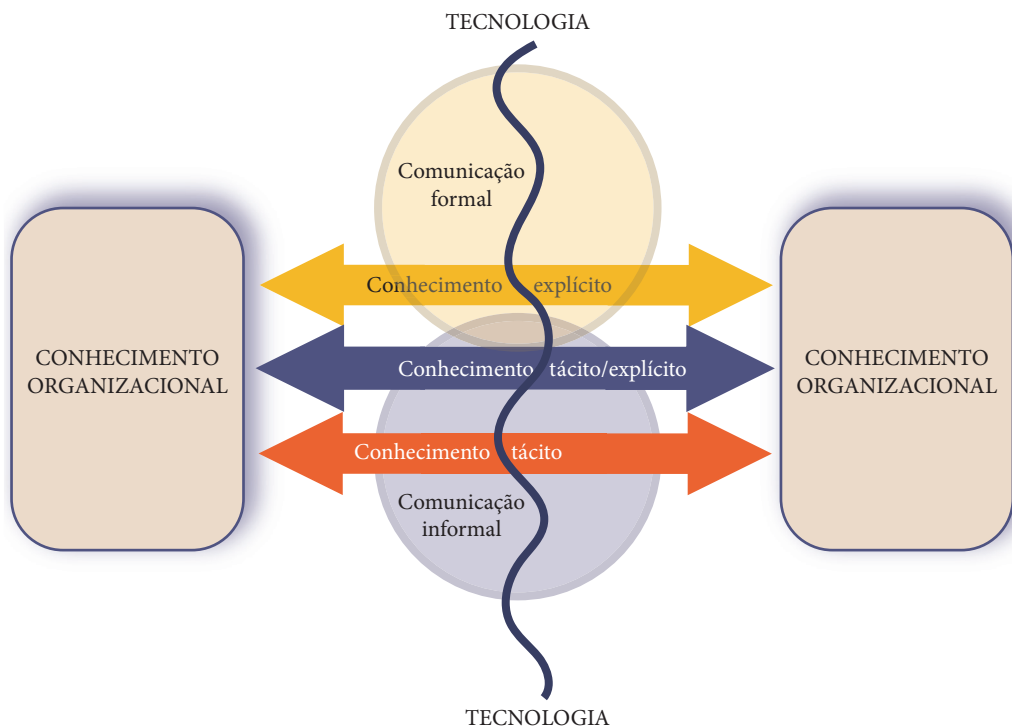 TECNOLOGIA
Comunicação
formal
Conhecimento explícito
CONHECIMENTO
ORGANIZACIONAL
Conhecimento tácito/explícito
CONHECIMENTO
ORGANIZACIONAL
Conhecimento tácito
Comunicação
informal
TECNOLOGIA